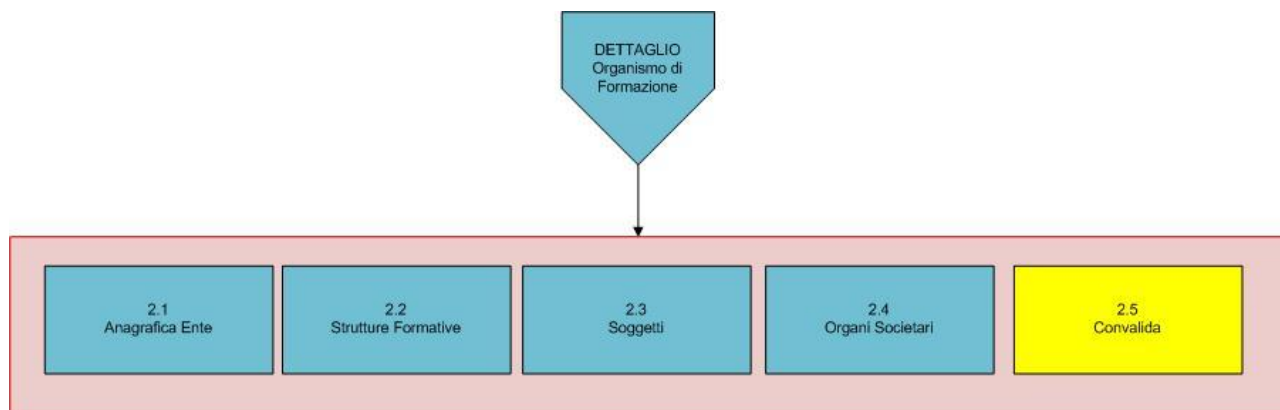 DETTAGLIO
Organismo di
Formazione
2.1
Anagrafica Ente
2.2
Strutture Formative
2.3
Soggetti
2.4
Organi Societari
2.5
Convalida